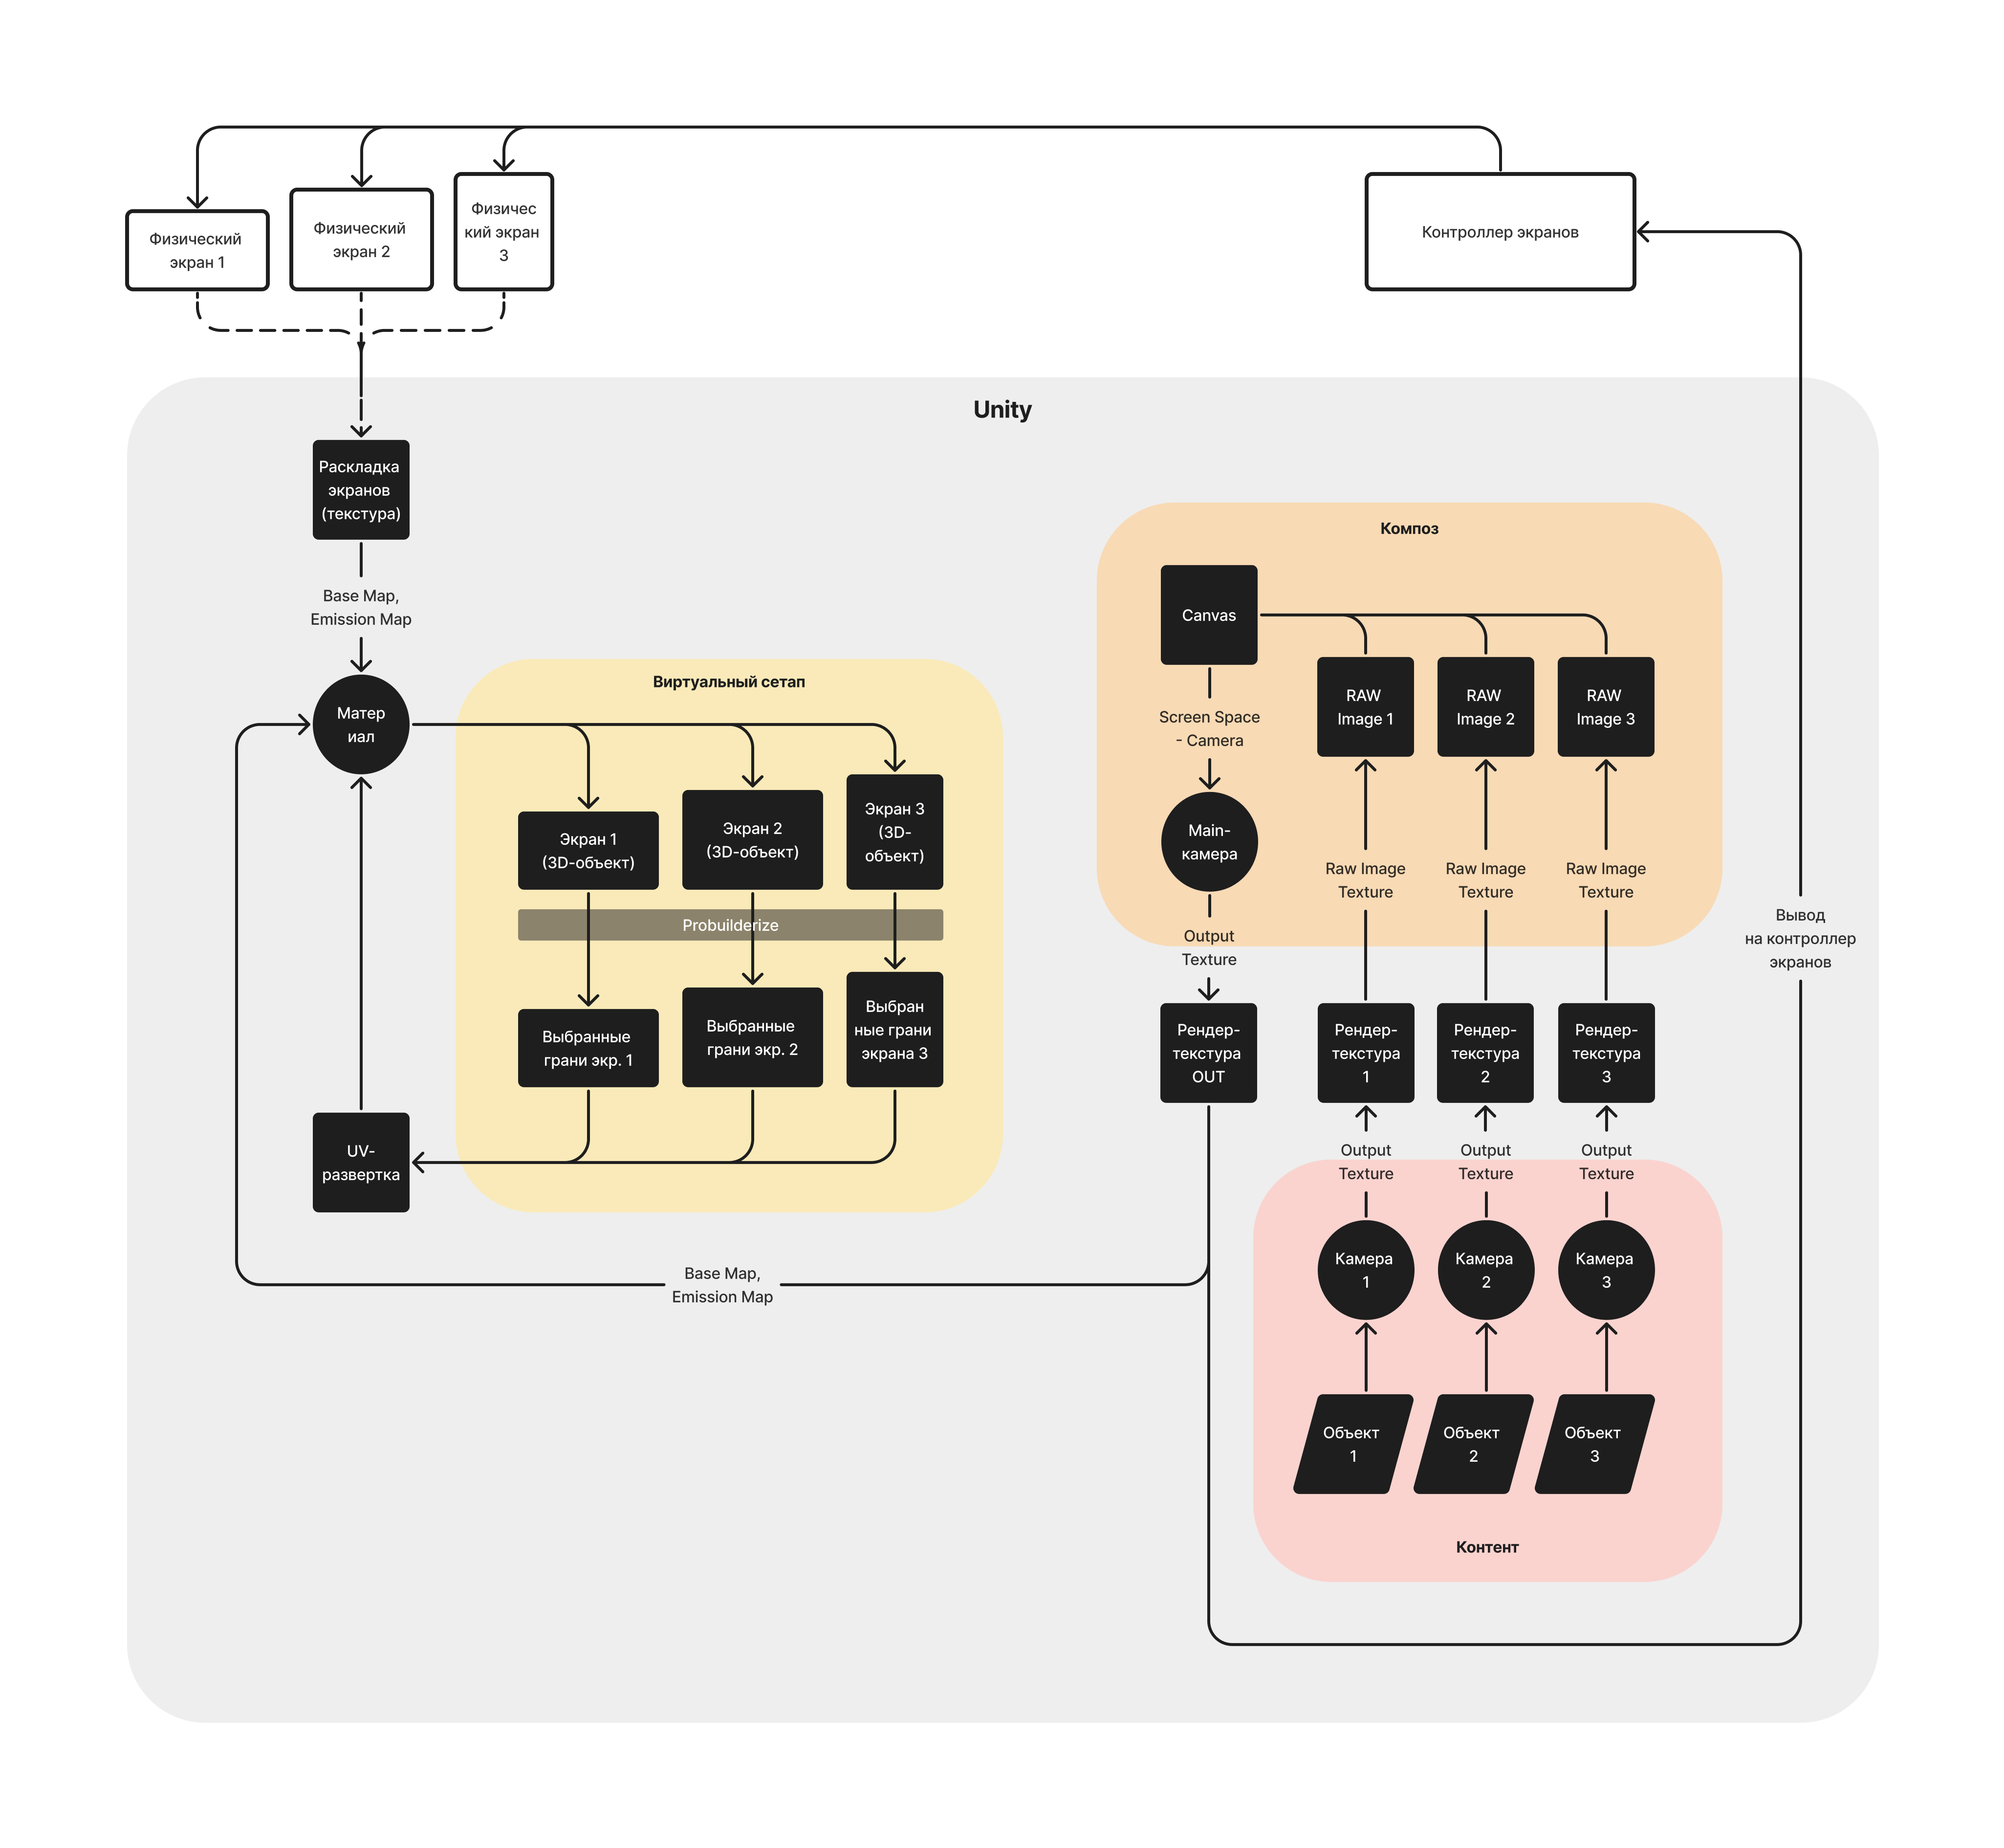 Физический
экран 1
Физический
экран 2
Физичес
кий экран
3
Контроллер экранов
Unity
Раскладка
экранов
(текстура)
Base Map,
Emission Map
Матер
иал
Виртуальный сетап
Экран 1
(3D-объект)
Экран 2
(3D-объект)
Экран 3
(3D-
объект)
Probuilderize
Выбранные
грани экр. 1
Выбранные
грани экр. 2
Выбран
ные грани
экрана 3
UV-
развертка
Base Map,
Emission Map
Композ
Canvas
Screen Space
- Camera
Main-
камера
Output
Texture
RAW
Image 1
RAW
Image 2
RAW
Image 3
Raw Image
Texture
Raw Image
Texture
Raw Image
Texture
Рендер-
текстура
OUT
Рендер-
текстура
1
Рендер-
текстура
2
Рендер-
текстура
3
Output
Texture
Output
Texture
Output
Texture
Камера
1
Камера
2
Камера
3
Объект
1
Объект
2
Объект
3
Контент
Вывод
на контроллер
экранов